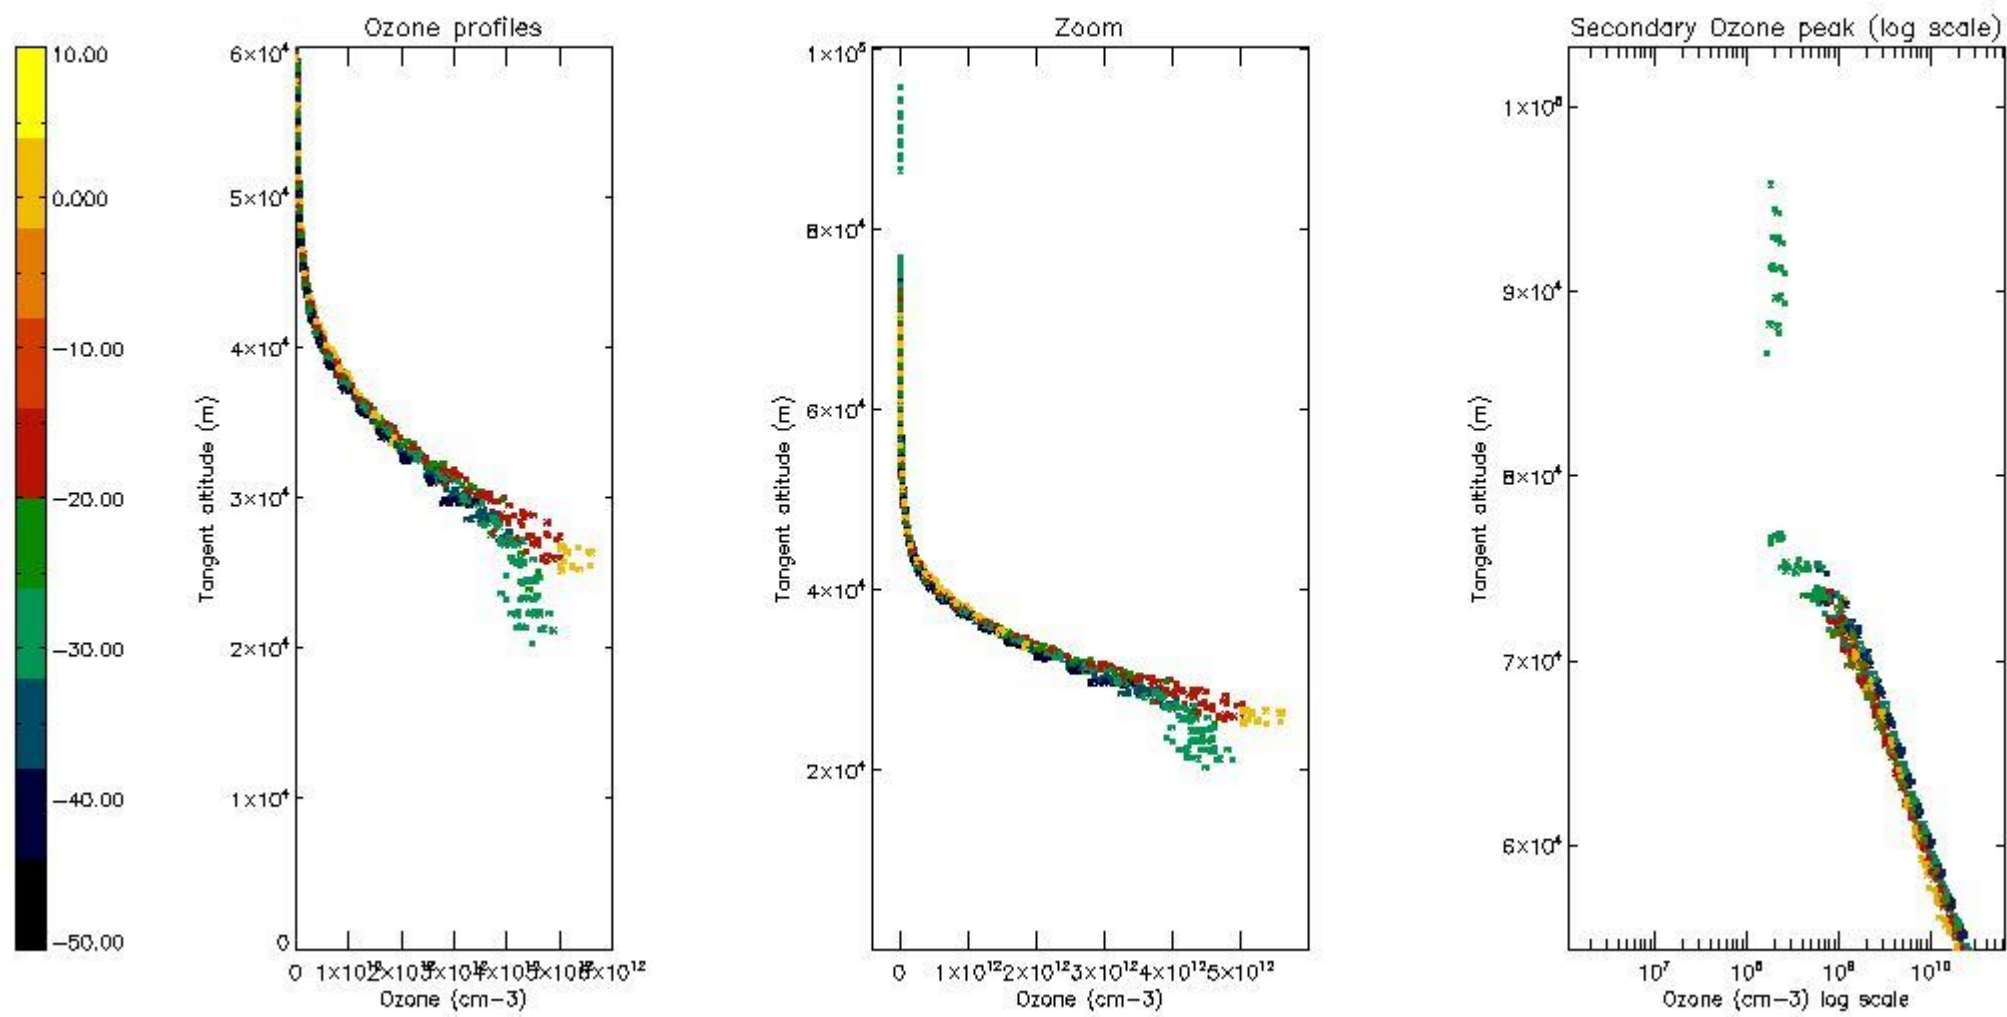 Ozone profiles
Zoom
Secondary Ozone peak (log scale)
10.00
0.000
−10.00
−20.00
−30.00
−40.00
−50.00
6×10⁴
5×10⁴
4×10⁴
3×10⁴
2×10⁴
1×10⁴
0
Tangent altitude (m)
0
Ozone (cm−3)
1×10⁵
8×10⁴
6×10⁴
4×10⁴
2×10⁴
Tangent altitude (m)
0 1×10¹² 2×10¹² 3×10¹² 4×10¹² 5×10¹²
Ozone (cm−3)
9×10⁴
8×10⁴
7×10⁴
6×10⁴
Tangent altitude (m)
10⁷ 10⁸ 10⁹ 10¹⁰
Ozone (cm−3) log scale